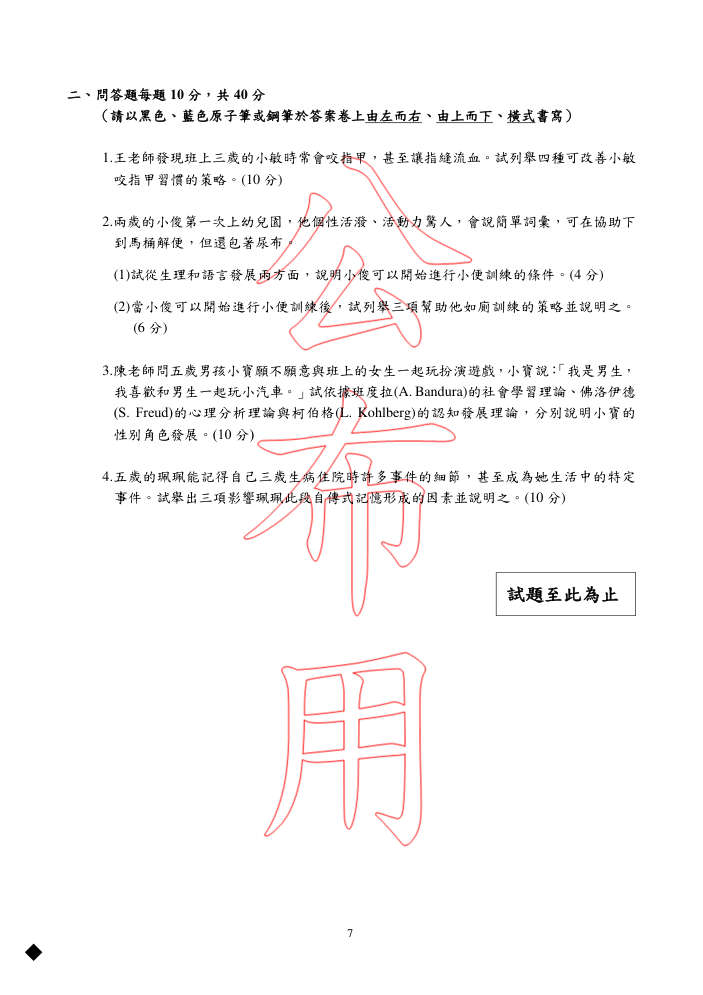 二、問答題每題 10 分，共 40 分
（請以黑色、藍色原子筆或鋼筆於答案卷上由左而右、由上而下、橫式書寫）
1.王老師發現班上三歲的小敏時常會咬指甲，甚至讓指縫流血。試列舉四種可改善小敏
咬指甲習慣的策略。(10 分)
2.兩歲的小俊第一次上幼兒園，他個性活潑、活動力驚人，會說簡單詞彙，可在協助下
到馬桶解便，但還包著尿布。
(1)試從生理和語言發展兩方面，說明小俊可以開始進行小便訓練的條件。(4 分)
(2)當小俊可以開始進行小便訓練後，試列舉三項幫助他如廁訓練的策略並說明之。
(6 分)
3.陳老師問五歲男孩小寶願不願意與班上的女生一起玩扮演遊戲，小寶說：「我是男生，
我喜歡和男生一起玩小汽車。」試依據班度拉(A. Bandura)的社會學習理論、佛洛伊德
(S. Freud)的心理分析理論與柯伯格(L. Kohlberg)的認知發展理論，分別說明小寶的
性別角色發展。(10 分)
4.五歲的珮珮能記得自己三歲生病住院時許多事件的細節，甚至成為她生活中的特定
事件。試舉出三項影響珮珮此段自傳式記憶形成的因素並說明之。(10 分)
試題至此為止
公布用
7